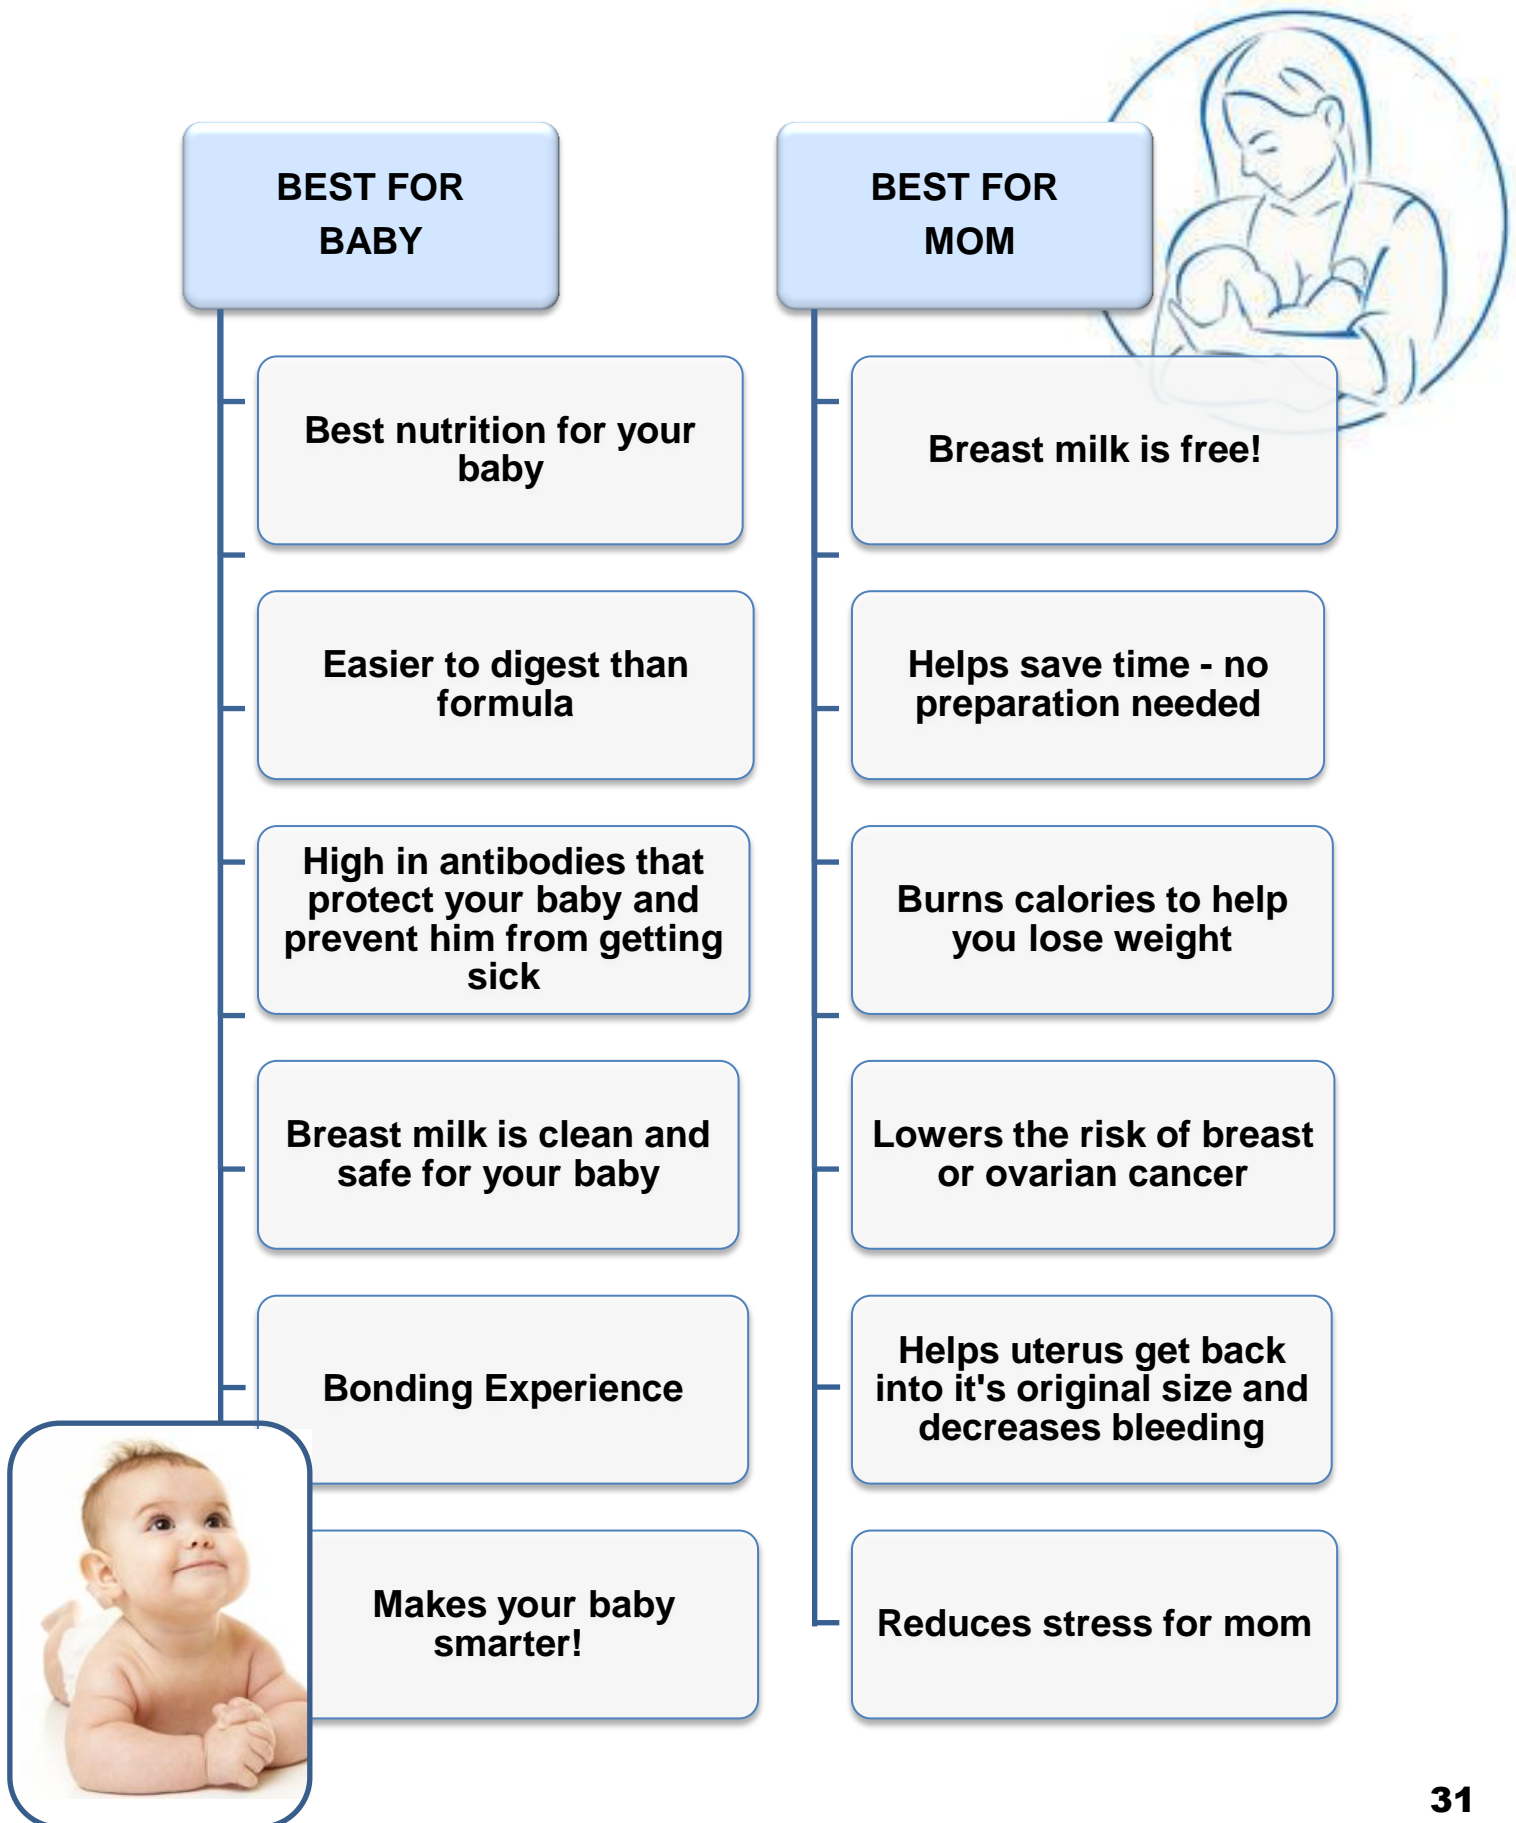 BEST FOR
BABY
Best nutrition for your
baby
Easier to digest than
formula
High in antibodies that
protect your baby and
prevent him from getting
sick
Breast milk is clean and
safe for your baby
Bonding Experience
Makes your baby
smarter!
BEST FOR
MOM
Breast milk is free!
Helps save time - no
preparation needed
Burns calories to help
you lose weight
Lowers the risk of breast
or ovarian cancer
Helps uterus get back
into it's original size and
decreases bleeding
Reduces stress for mom
31